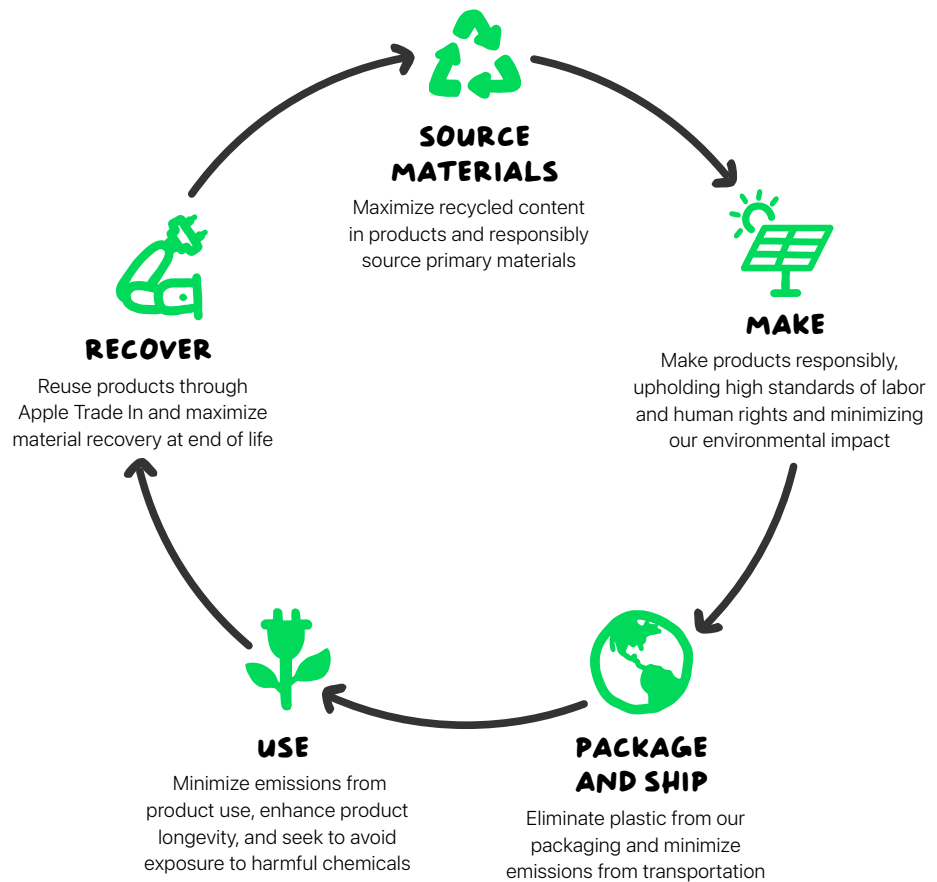 SOURCE
MATERIALS
Maximize recycled content
in products and responsibly
source primary materials
MAKE
Make products responsibly,
upholding high standards of labor
and human rights and minimizing
our environmental impact
PACKAGE
AND SHIP
Eliminate plastic from our
packaging and minimize
emissions from transportation
USE
Minimize emissions from
product use, enhance product
longevity, and seek to avoid
exposure to harmful chemicals
RECOVER
Reuse products through
Apple Trade In and maximize
material recovery at end of life